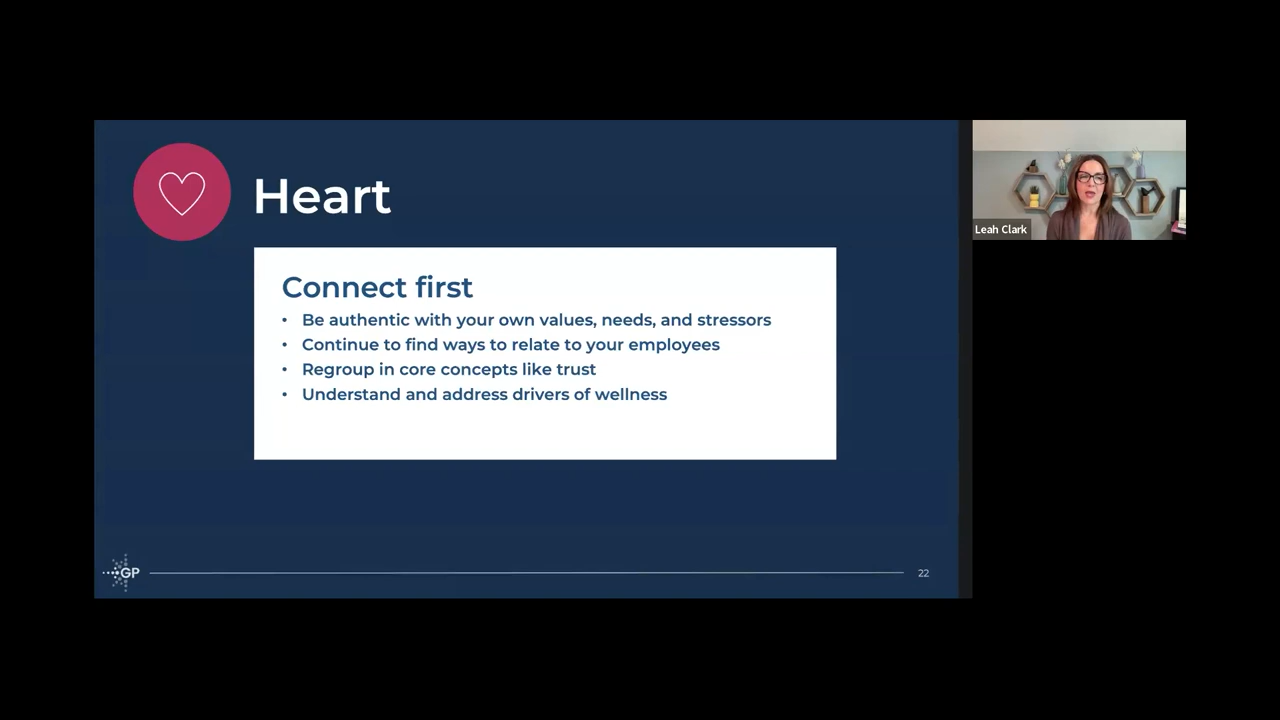 Heart
Connect first
• Be authentic with your own values, needs, and stressors
• Continue to find ways to relate to your employees
• Regroup in core concepts like trust
• Understand and address drivers of wellness
GP
22
Leah Clark